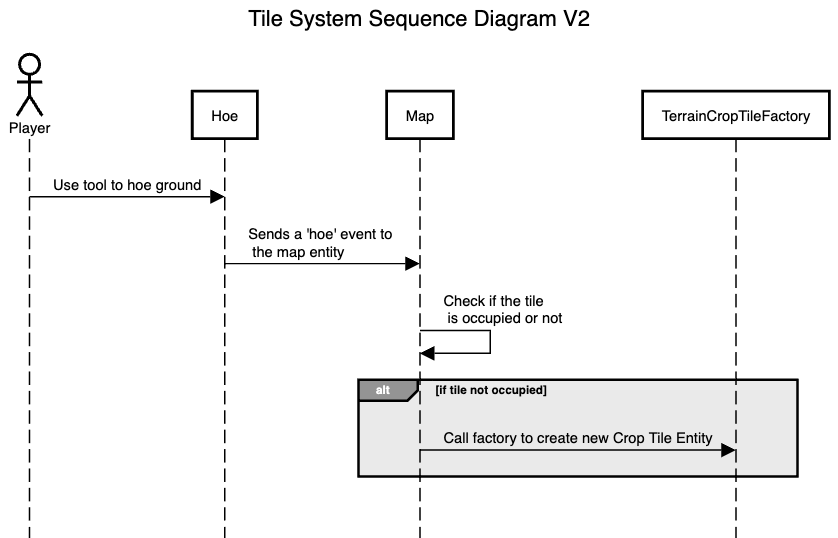 Tile System Sequence Diagram V2
Player
Hoe
Map
TerrainCropTileFactory
Use tool to hoe ground
Sends a 'hoe' event to
the map entity
Check if the tile
is occupied or not
alt
[if tile not occupied]
Call factory to create new Crop Tile Entity